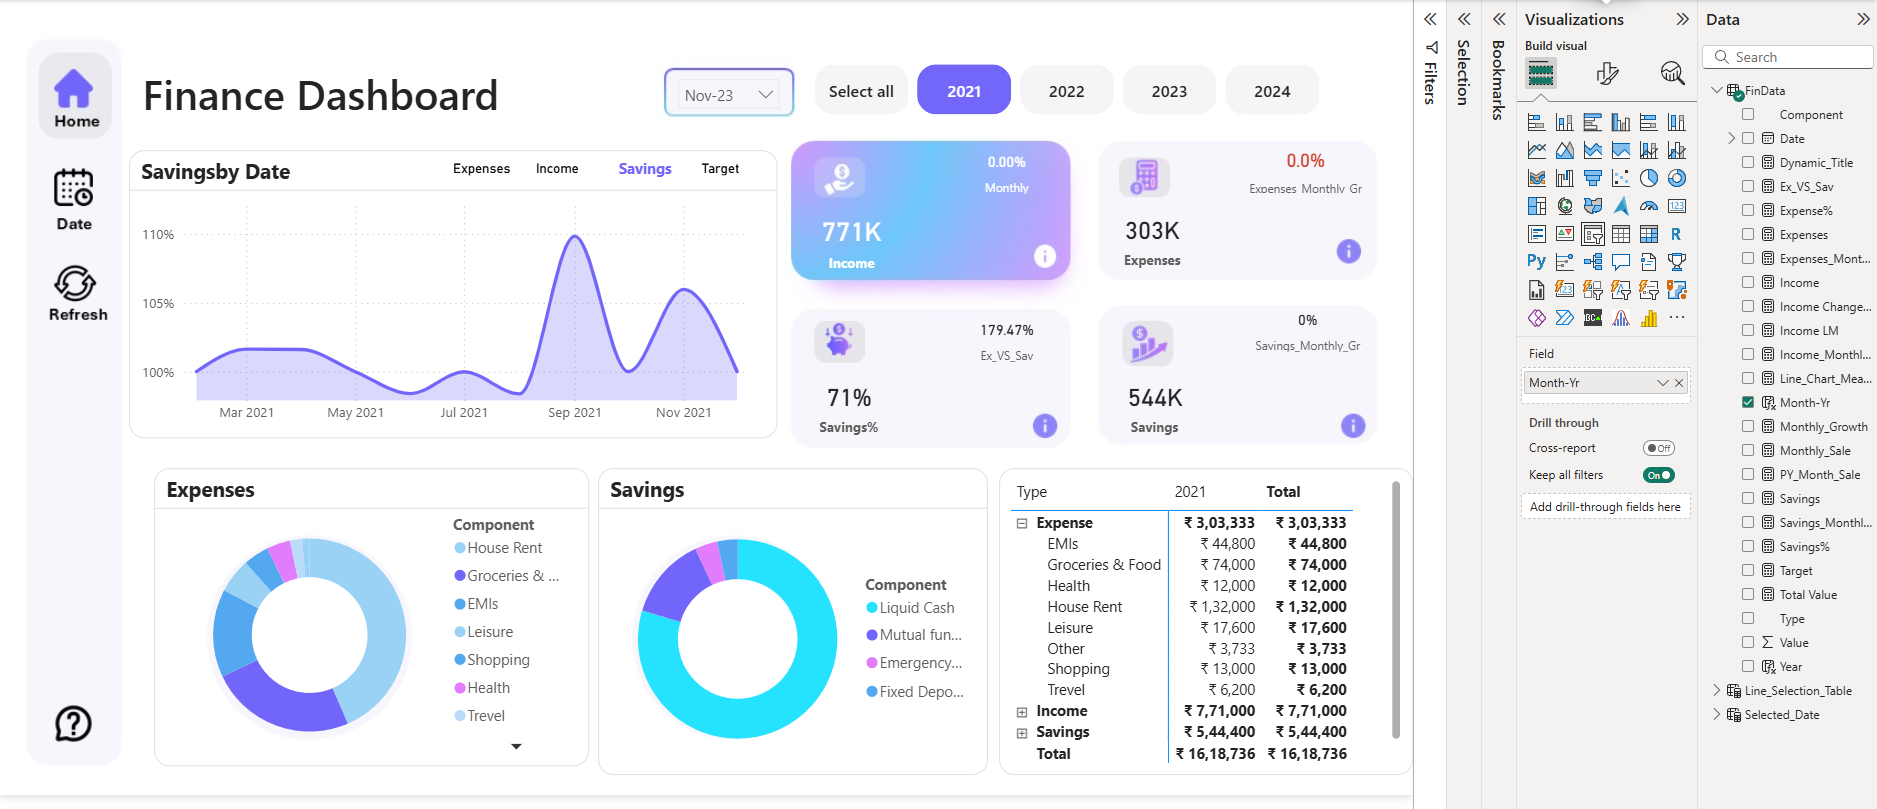 Home
Date
Refresh
Finance Dashboard
Nov-23
Select all
2021
2022
2023
2024
Savingsby Date
Expenses
Income
Savings
Target
110%
105%
100%
Mar 2021
May 2021
Jul 2021
Sep 2021
Nov 2021
0.00%
Monthly
771K
Income
0.0%
Expenses Monthly Gr
303K
Expenses
179.47%
Ex_VS_Sav
71%
Savings%
0%
Savings_Monthly_Gr
544K
Savings
Expenses
Component
House Rent
Groceries & ...
EMIs
Leisure
Shopping
Health
Trevel
Savings
Component
Liquid Cash
Mutual fun...
Emergency...
Fixed Depo...
Type 2021 Total
Expense ₹ 3,03,333 ₹ 3,03,333
EMIs ₹ 44,800 ₹ 44,800
Groceries & Food ₹ 74,000 ₹ 74,000
Health ₹ 12,000 ₹ 12,000
House Rent ₹ 1,32,000 ₹ 1,32,000
Leisure ₹ 17,600 ₹ 17,600
Other ₹ 3,733 ₹ 3,733
Shopping ₹ 13,000 ₹ 13,000
Trevel ₹ 6,200 ₹ 6,200
Income ₹ 7,71,000 ₹ 7,71,000
Savings ₹ 5,44,400 ₹ 5,44,400
Total ₹ 16,18,736 ₹ 16,18,736
Filters
Selection
Bookmarks
Visualizations
Build visual
123
R
Py
123
Field
Month-Yr
Drill through
Cross-report
Off
Keep all filters
On
Add drill-through fields here
Data
Search
FinData
Component
Date
Dynamic_Title
Ex_VS_Sav
Expense%
Expenses
Expenses_Mont...
Income
Income Change...
Income LM
Income_Monthl...
Line_Chart_Mea...
Month-Yr
Monthly_Growth
Monthly_Sale
PY_Month_Sale
Savings
Savings_Monthl...
Savings%
Target
Total Value
Type
Value
Year
Line_Selection_Table
Selected_Date